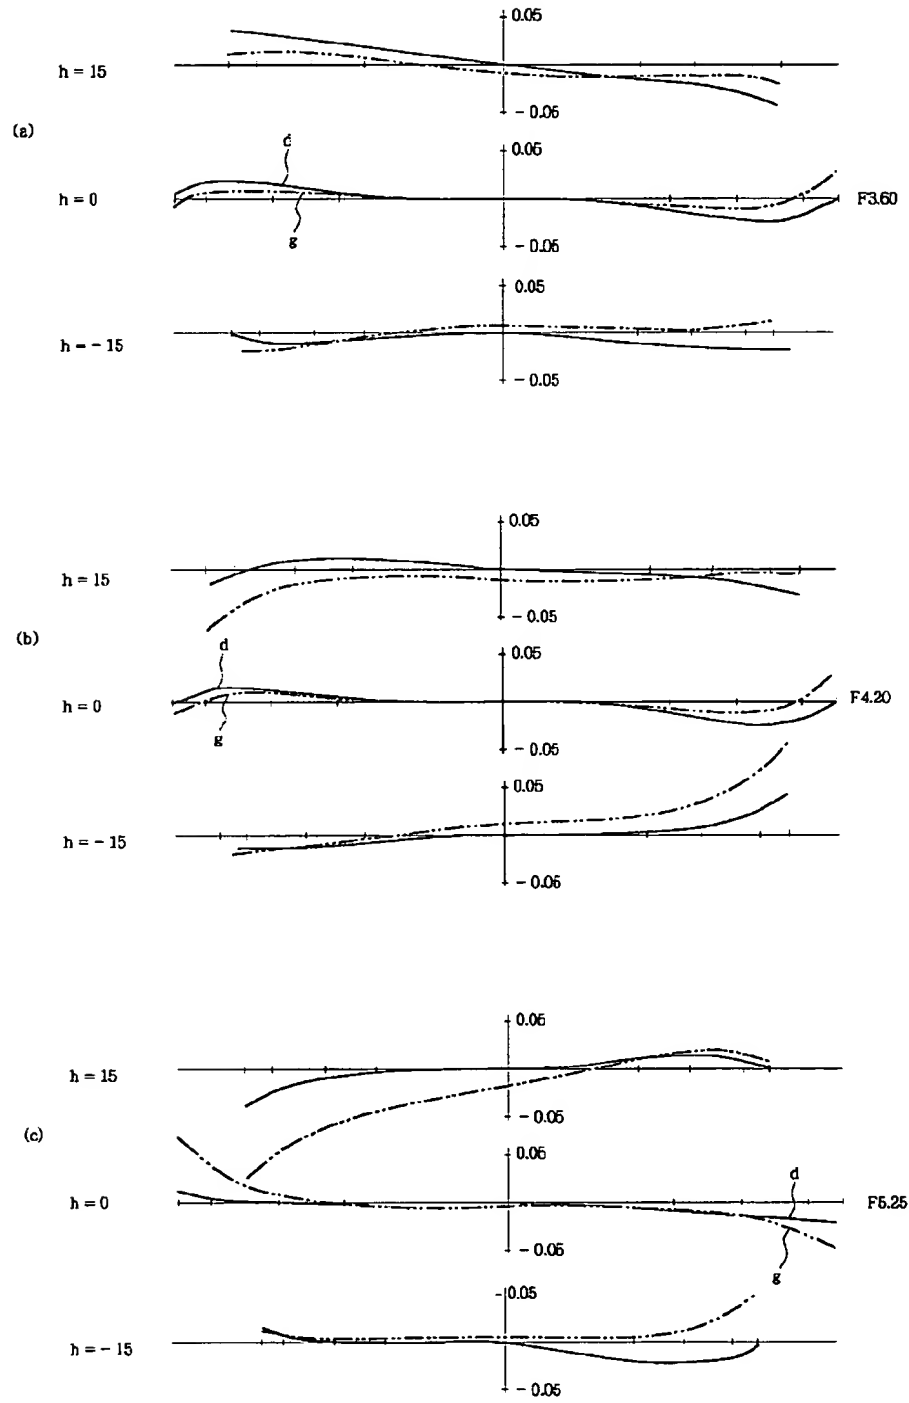 0.05
h = 15
- 0.05
(a)
d
0.05
h = 0
F3.60
g
- 0.05
0.05
h = - 15
- 0.05
0.05
h = 15
- 0.05
(b)
d
0.05
h = 0
F4.20
g
- 0.05
0.05
h = - 15
- 0.05
0.05
h = 15
- 0.05
(c)
0.05
d
h = 0
F5.25
- 0.05
g
0.05
h = - 15
- 0.05